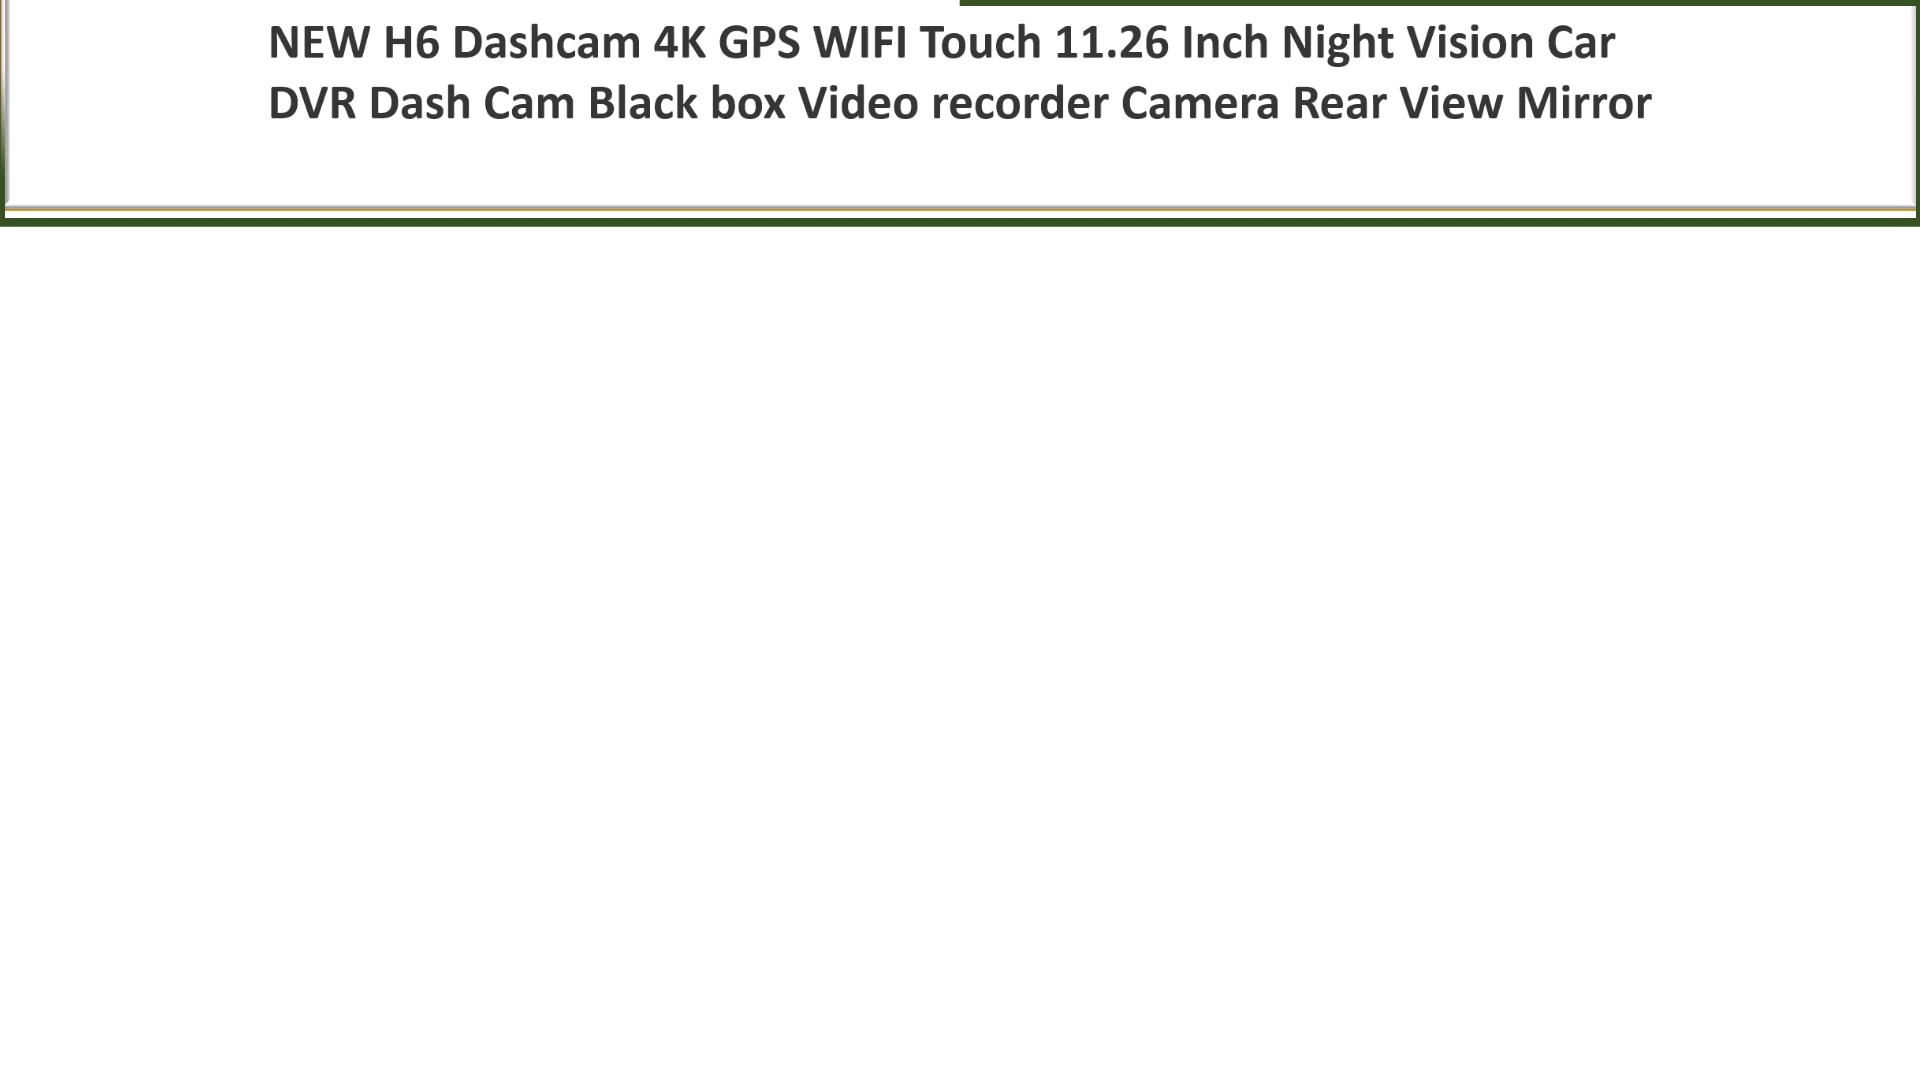 NEW H6 Dashcam 4K GPS WIFI Touch 11.26 Inch Night Vision Car
DVR Dash Cam Black box Video recorder Camera Rear View Mirror